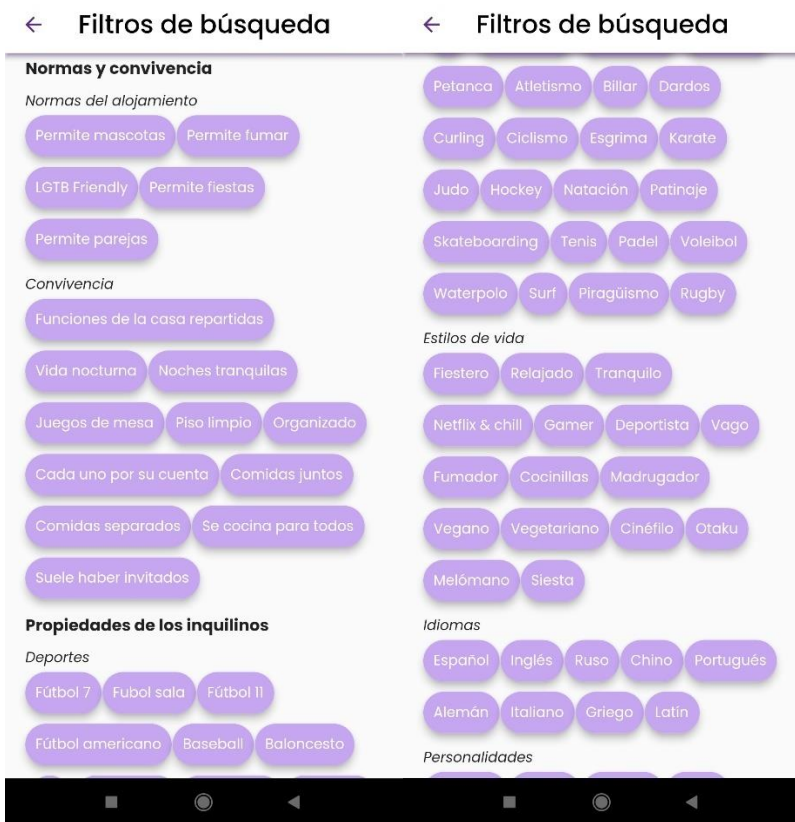 Filtros de búsqueda
Normas y convivencia
Normas del alojamiento
Permite mascotas Permite fumar
LGTB Friendly Permite fiestas
Permite parejas
Convivencia
Funciones de la casa repartidas
Vida nocturna Noches tranquilas
Juegos de mesa Piso limpio Organizado
Cada uno por su cuenta Comidas juntos
Comidas separados Se cocina para todos
Suele haber invitados
Propiedades de los inquilinos
Deportes
Fútbol 7 Fubol sala Fútbol 11
Fútbol americano Baseball Baloncesto
Filtros de búsqueda
Petanca Atletismo Billar Dardos
Curling Ciclismo Esgrima Karate
Judo Hockey Natación Patinaje
Skateboarding Tenis Padel Voleibol
Waterpolo Surf Piragüismo Rugby
Estilos de vida
Fiestero Relajado Tranquilo
Netflix & chill Gamer Deportista Vago
Fumador Cocinillas Madrugador
Vegano Vegetariano Cinéfilo Otaku
Melómano Siesta
Idiomas
Español Inglés Ruso Chino Portugués
Alemán Italiano Griego Latín
Personalidades